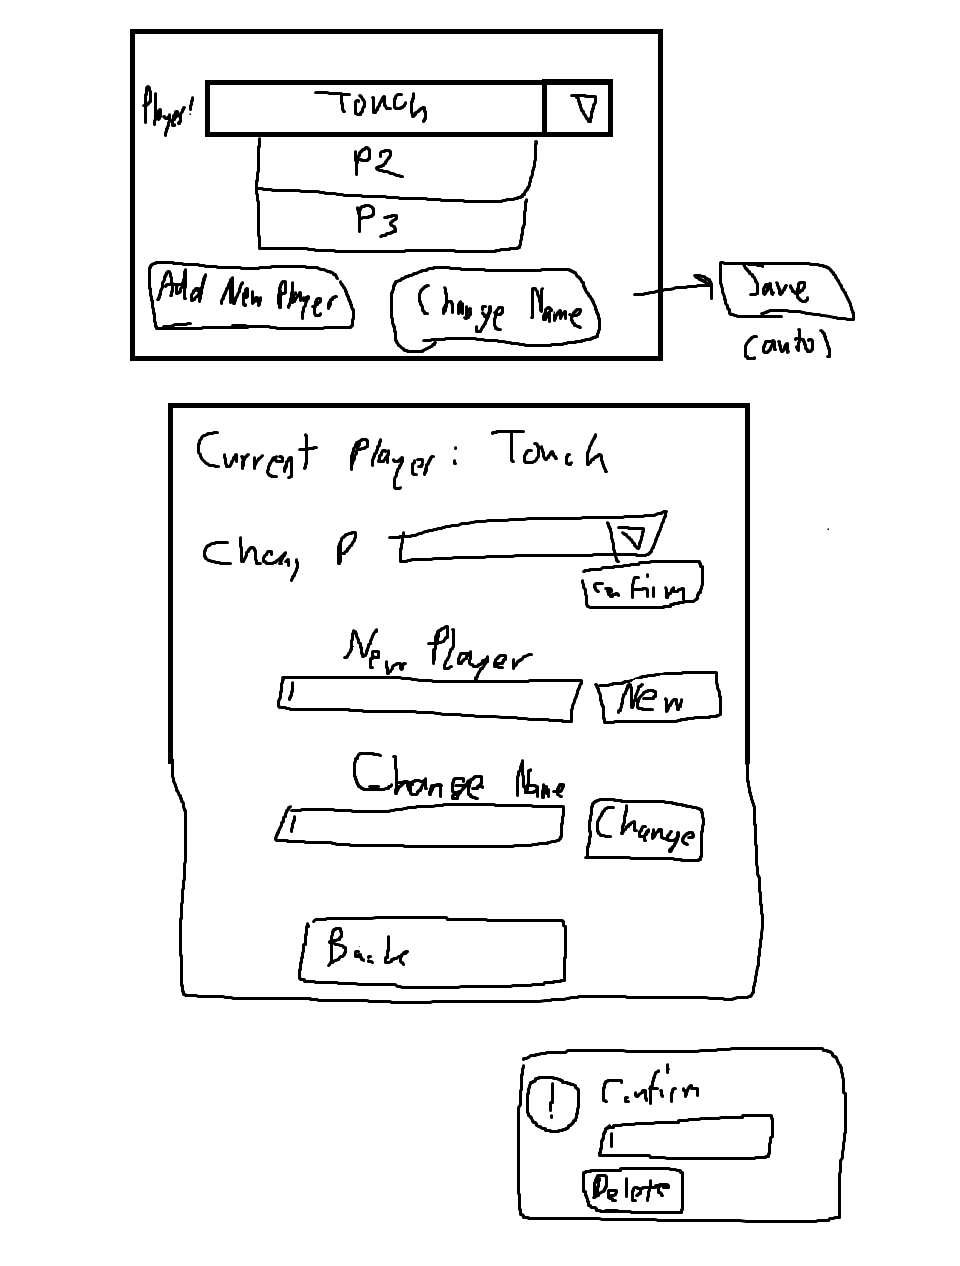 Player: Touch
P2
P3
Add New Player Change Name Save
(auto)
Current Player: Touch
Chang P
Confirm
New Player
New
Change Name
Change
Back
! Confirm
Delete